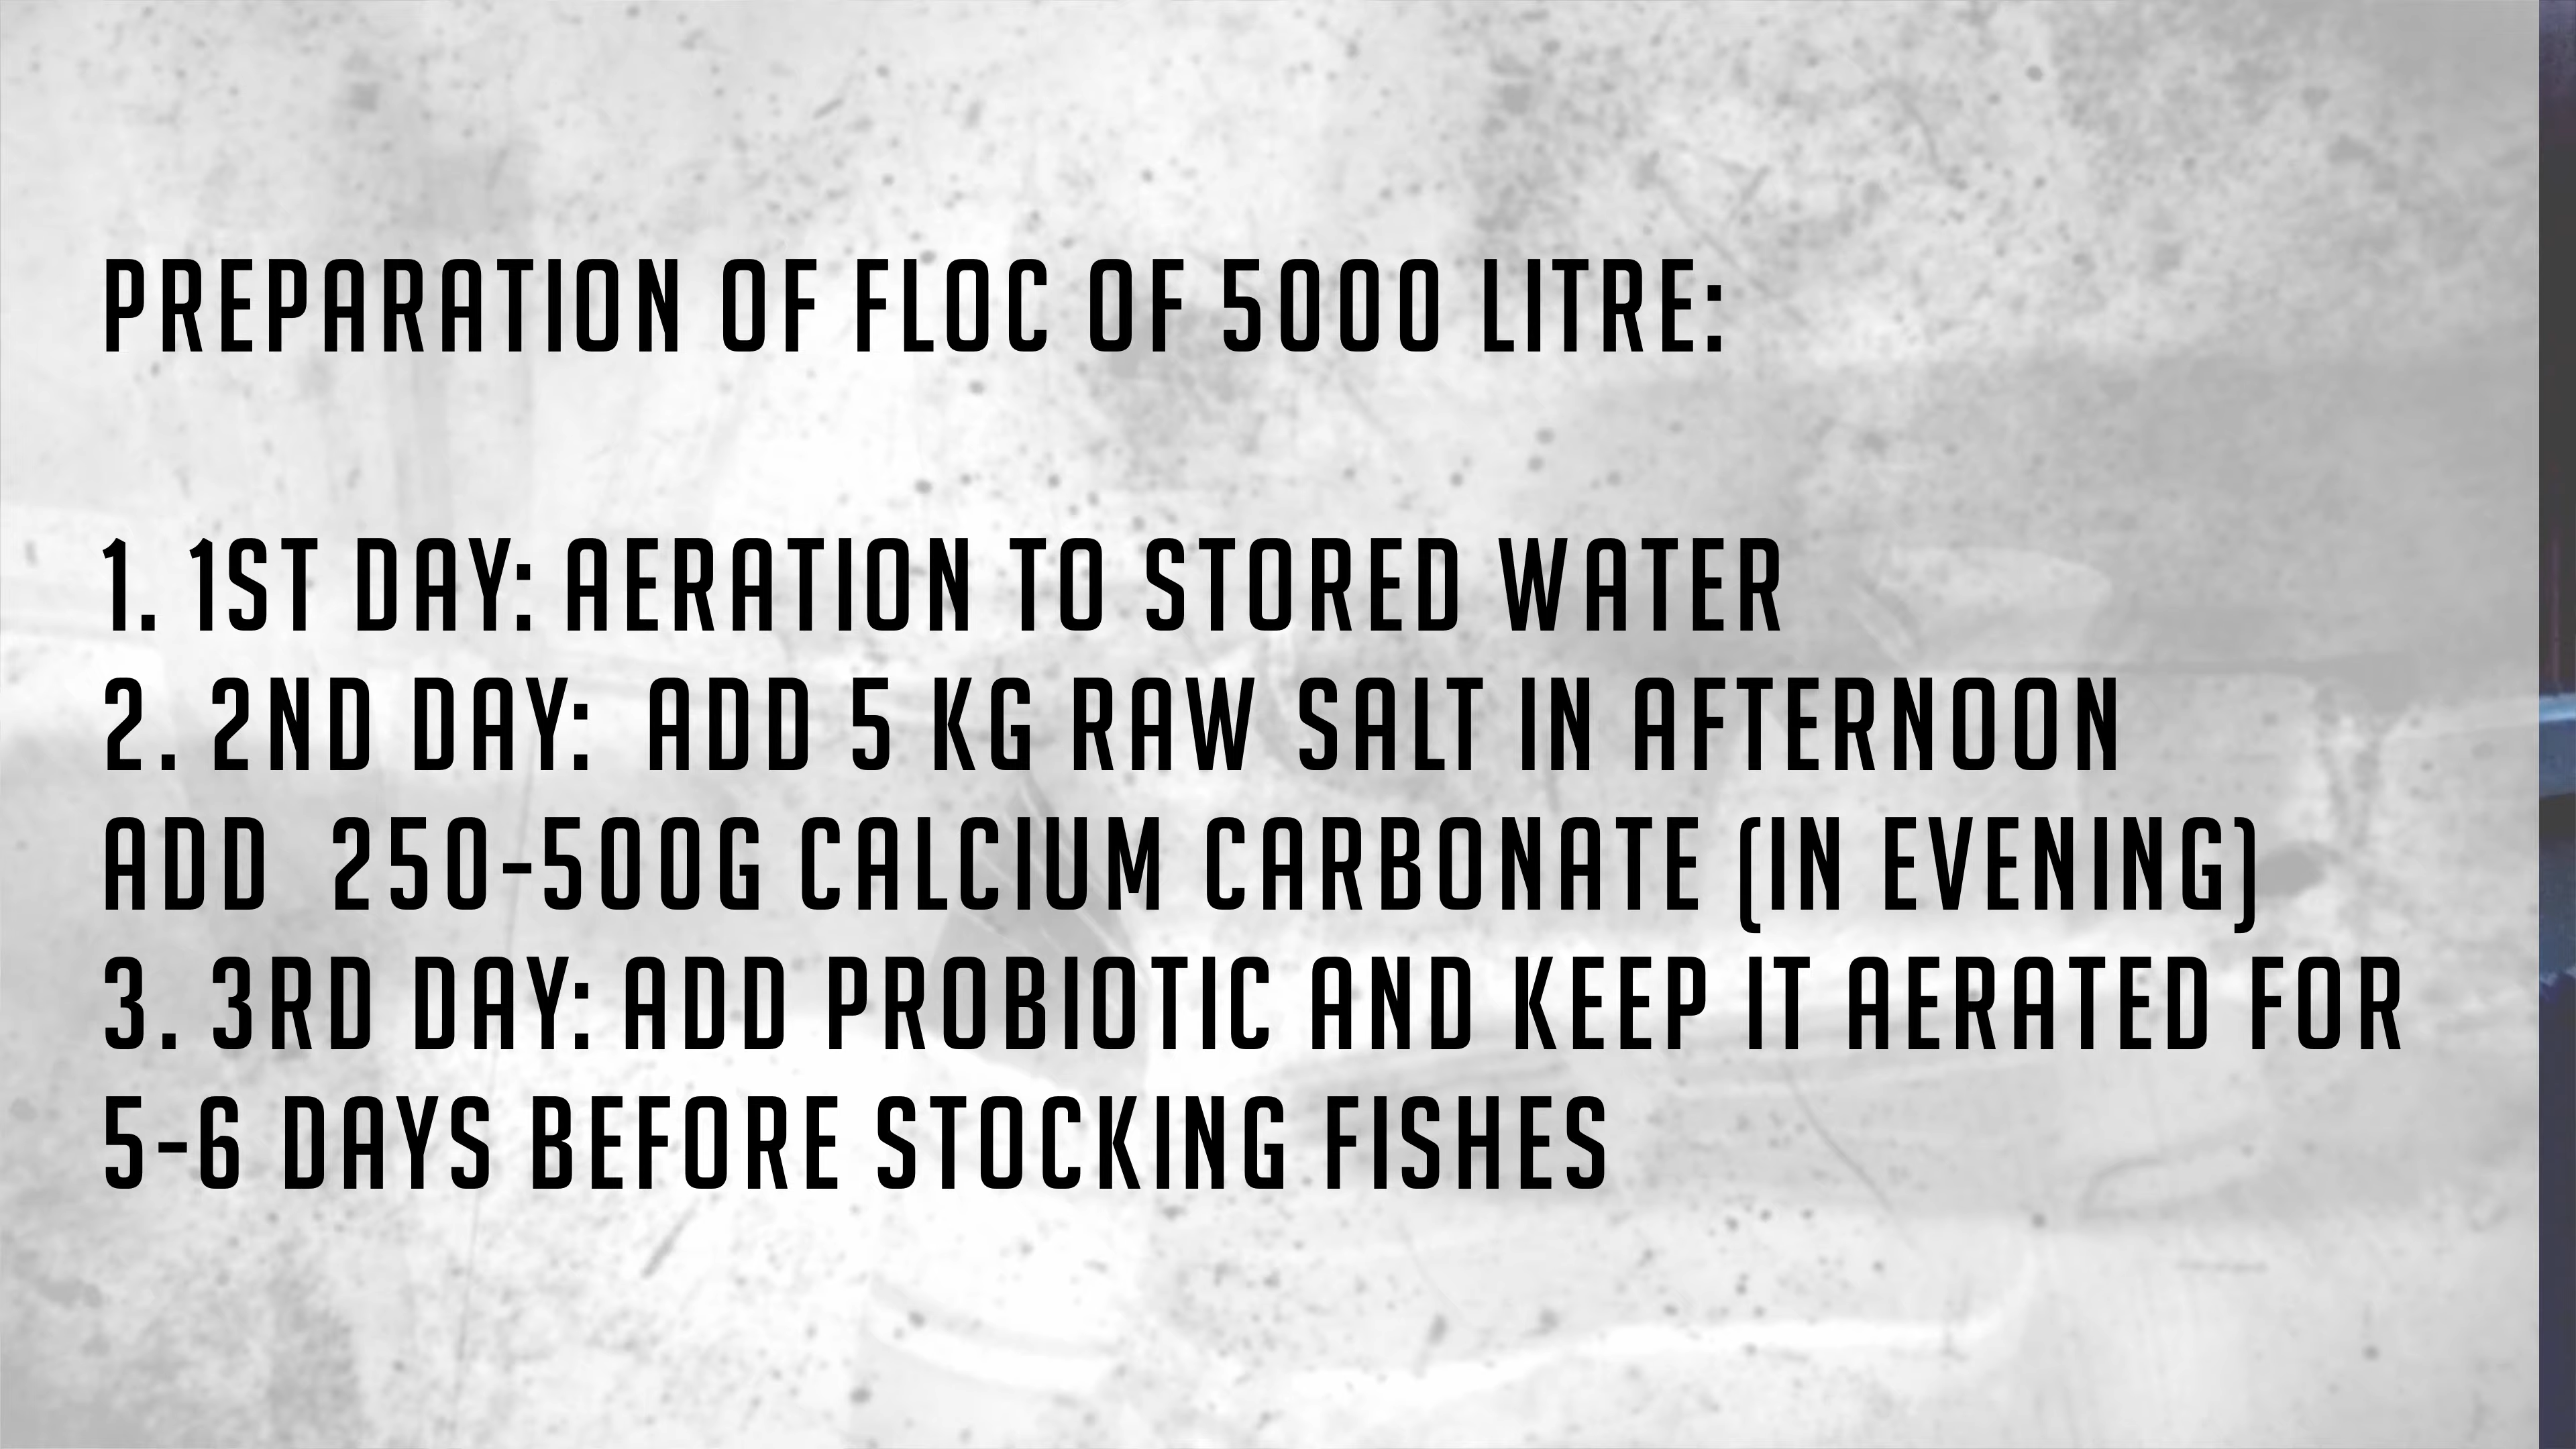 PREPARATION OF FLOC OF 5000 LITRE:
1. 1ST DAY: AERATION TO STORED WATER
2. 2ND DAY: ADD 5 KG RAW SALT IN AFTERNOON
ADD 250-500G CALCIUM CARBONATE (IN EVENING)
3. 3RD DAY: ADD PROBIOTIC AND KEEP IT AERATED FOR
5-6 DAYS BEFORE STOCKING FISHES